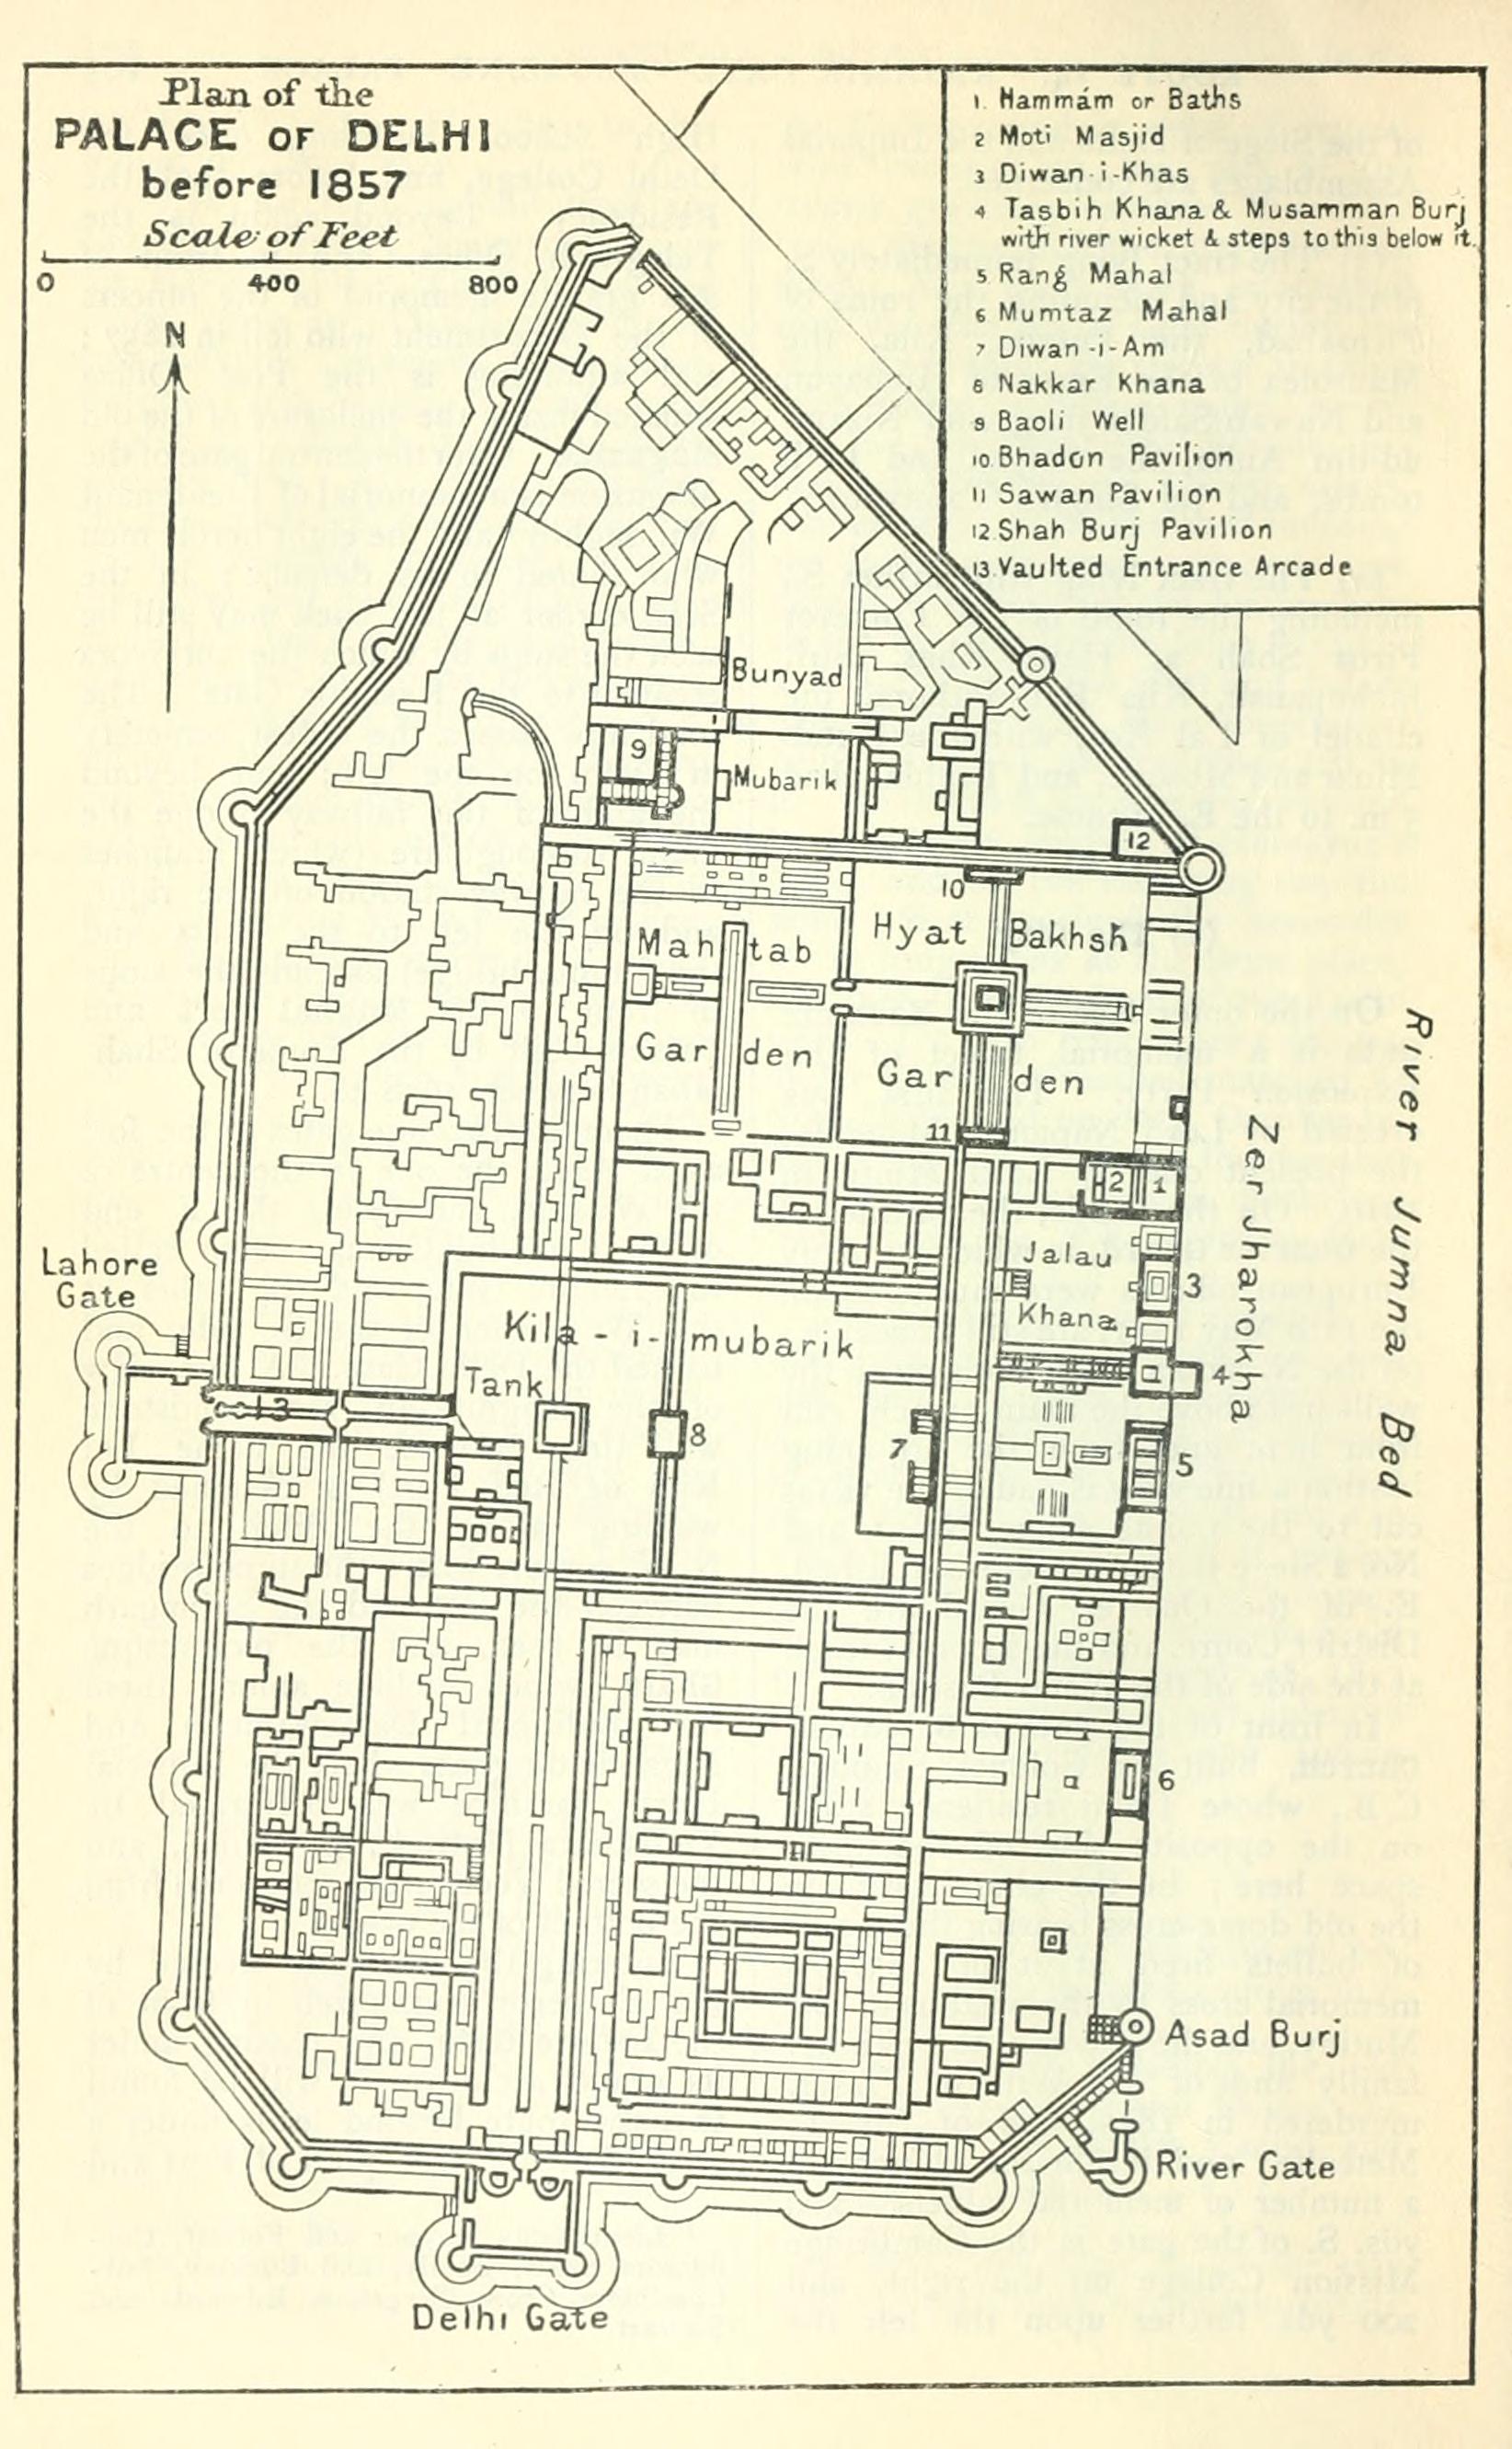 Plan of the
PALACE OF DELHI
before 1857
Scale of Feet
0 400 800
N
1. Hammám or Baths
2 Moti Masjid
3 Diwan-i-Khas
4 Tasbih Khana & Musamman Burj
with river wicket & steps to this below it.
5 Rang Mahal
6 Mumtaz Mahal
7 Diwan-i-Am
8 Nakkar Khana
9 Baoli Well
10. Bhadon Pavilion
11 Sawan Pavilion
12. Shah Burj Pavilion
13. Vaulted Entrance Arcade
Bunyad
9
Mubarik
12
10
Mahtab
Hyat Bakhsh
Garden
Garden
11
2 1
River Jumna Bed
Zer Jharokha
Jalau
Khana
3
Lahore
Gate
Kila-i-mubarik
Tank
4
13
8
7
5
6
Asad Burj
River Gate
Delhi Gate